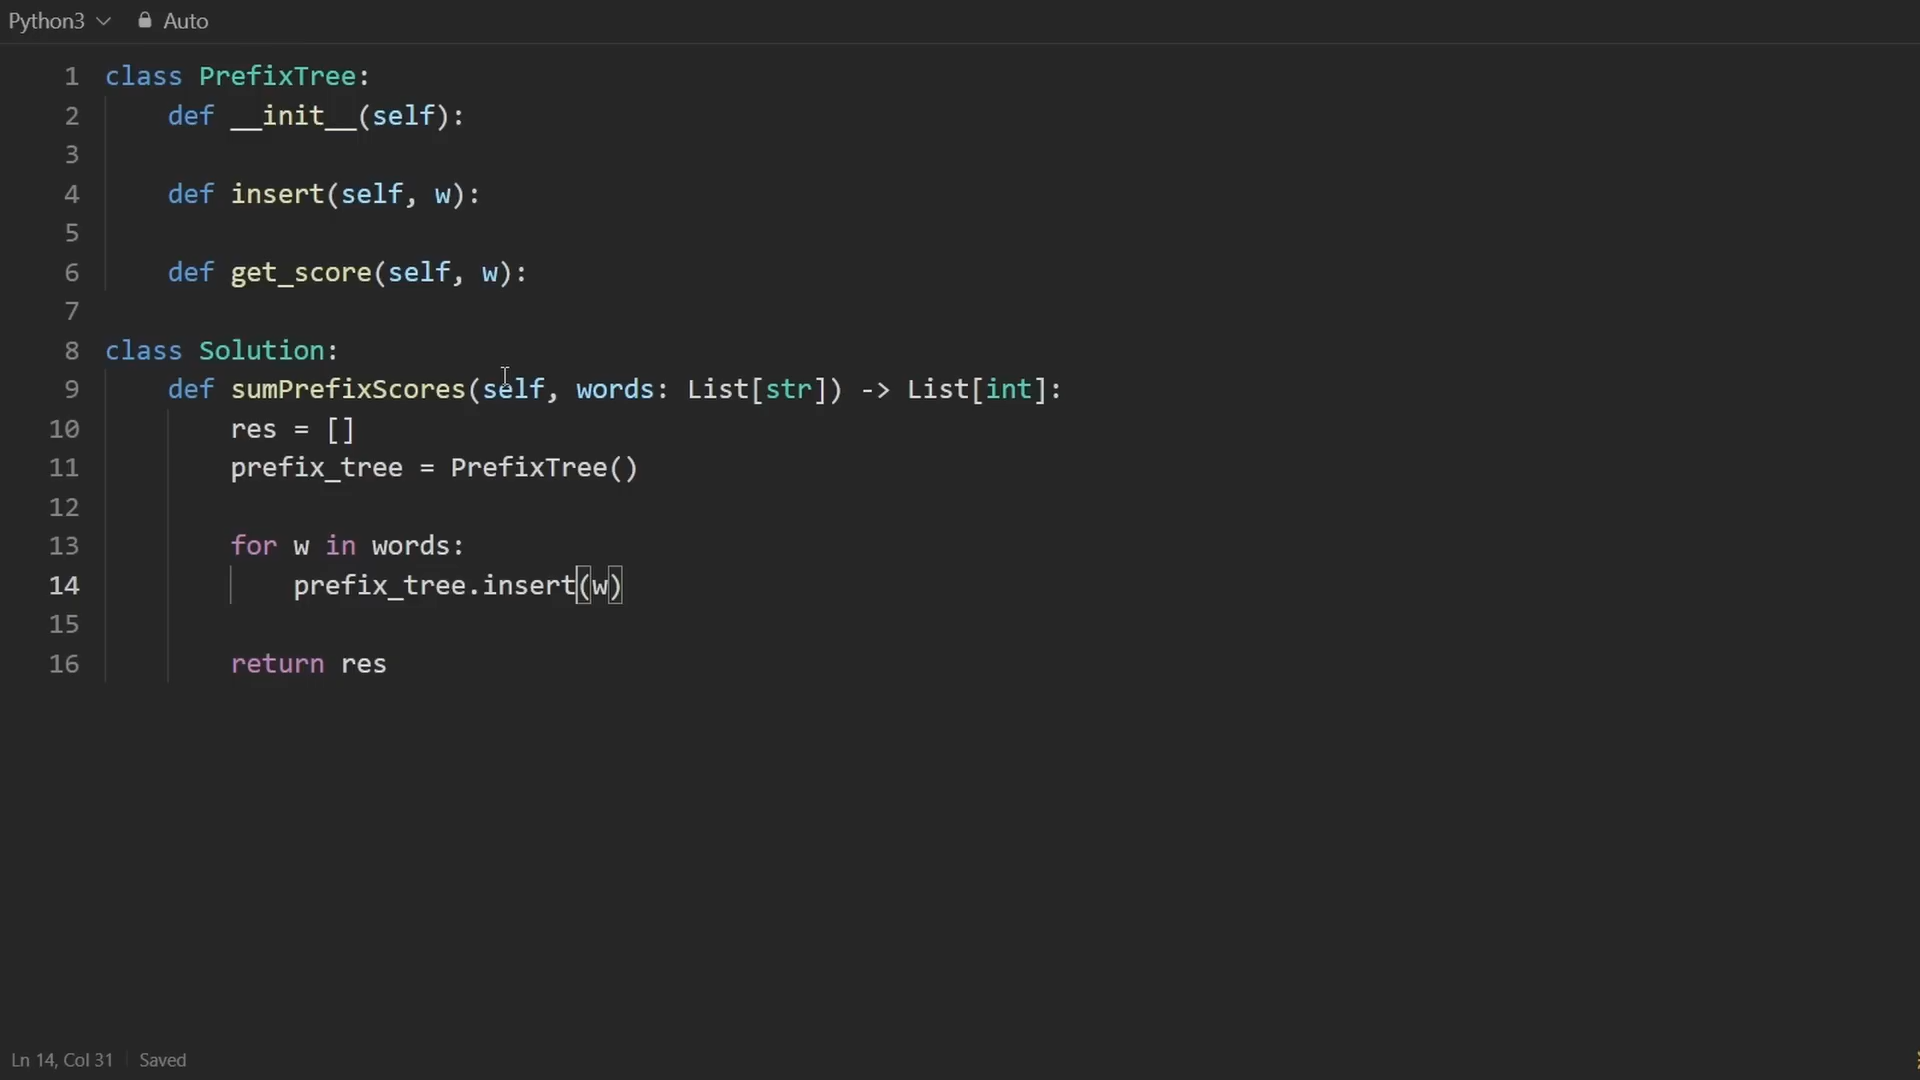 Python3 Auto
1 class PrefixTree:
2 def __init__(self):
3
4 def insert(self, w):
5
6 def get_score(self, w):
7
8 class Solution:
9 def sumPrefixScores(self, words: List[str]) -> List[int]:
10 res = []
11 prefix_tree = PrefixTree()
12
13 for w in words:
14 prefix_tree.insert(w)
15
16 return res
Ln 14, Col 31 Saved